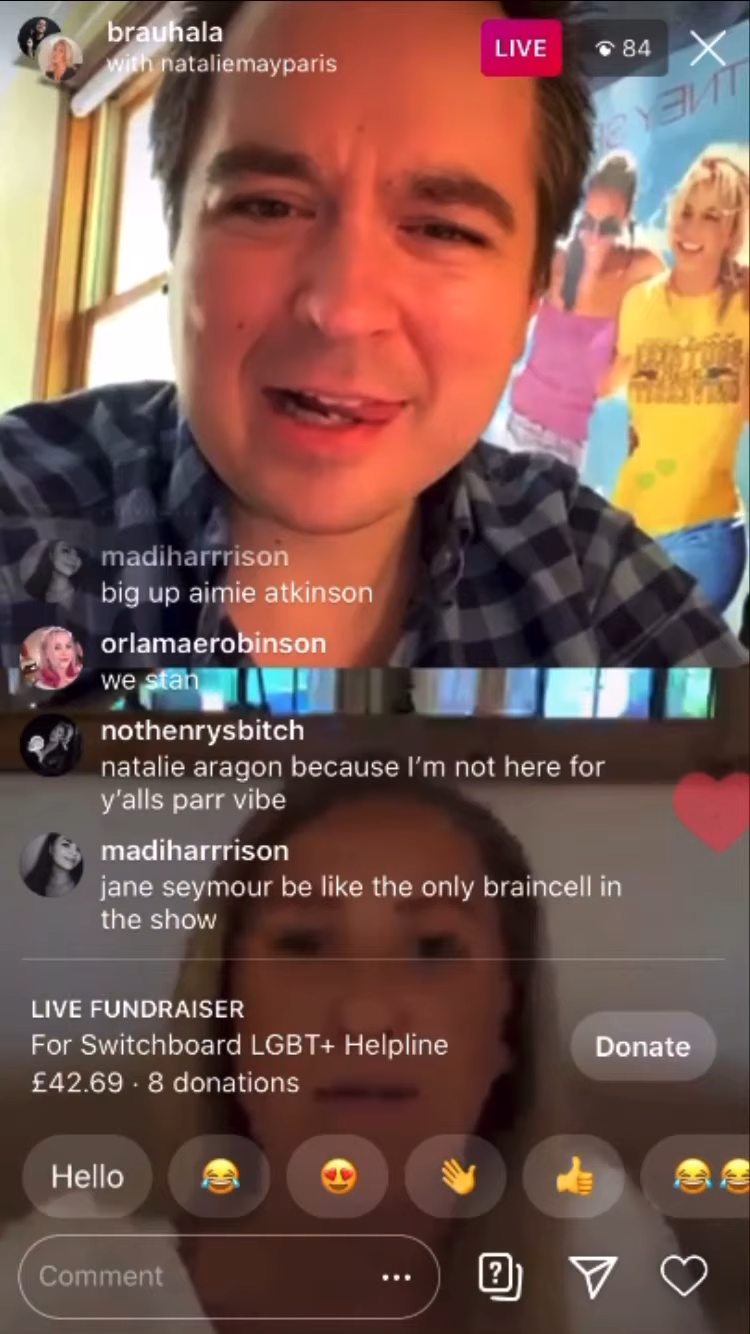 brauhala
with nataliemayparis
LIVE
84
madiharrrison
big up aimie atkinson
orlamaerobinson
we stan
nothenrysbitch
natalie aragon because I'm not here for
y'alls parr vibe
madiharrrison
jane seymour be like the only braincell in
the show
LIVE FUNDRAISER
For Switchboard LGBT+ Helpline
£42.69 · 8 donations
Donate
Hello
😂
😍
👋
👍
😂😂
Comment